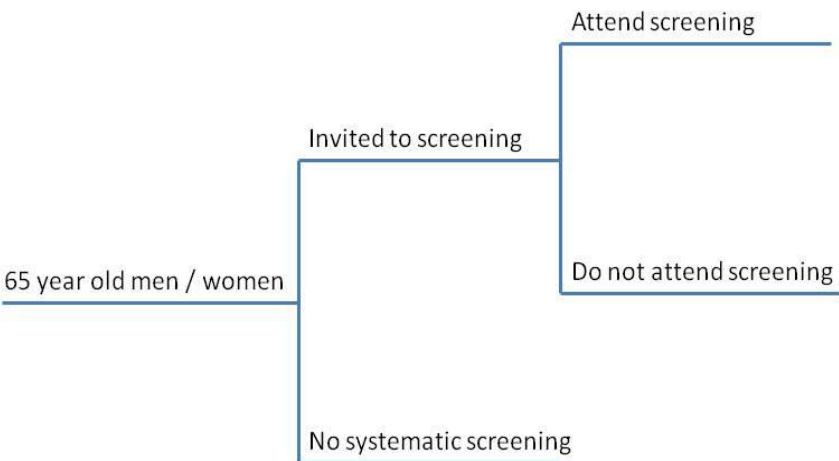 Attend screening
Invited to screening
65 year old men / women
Do not attend screening
No systematic screening